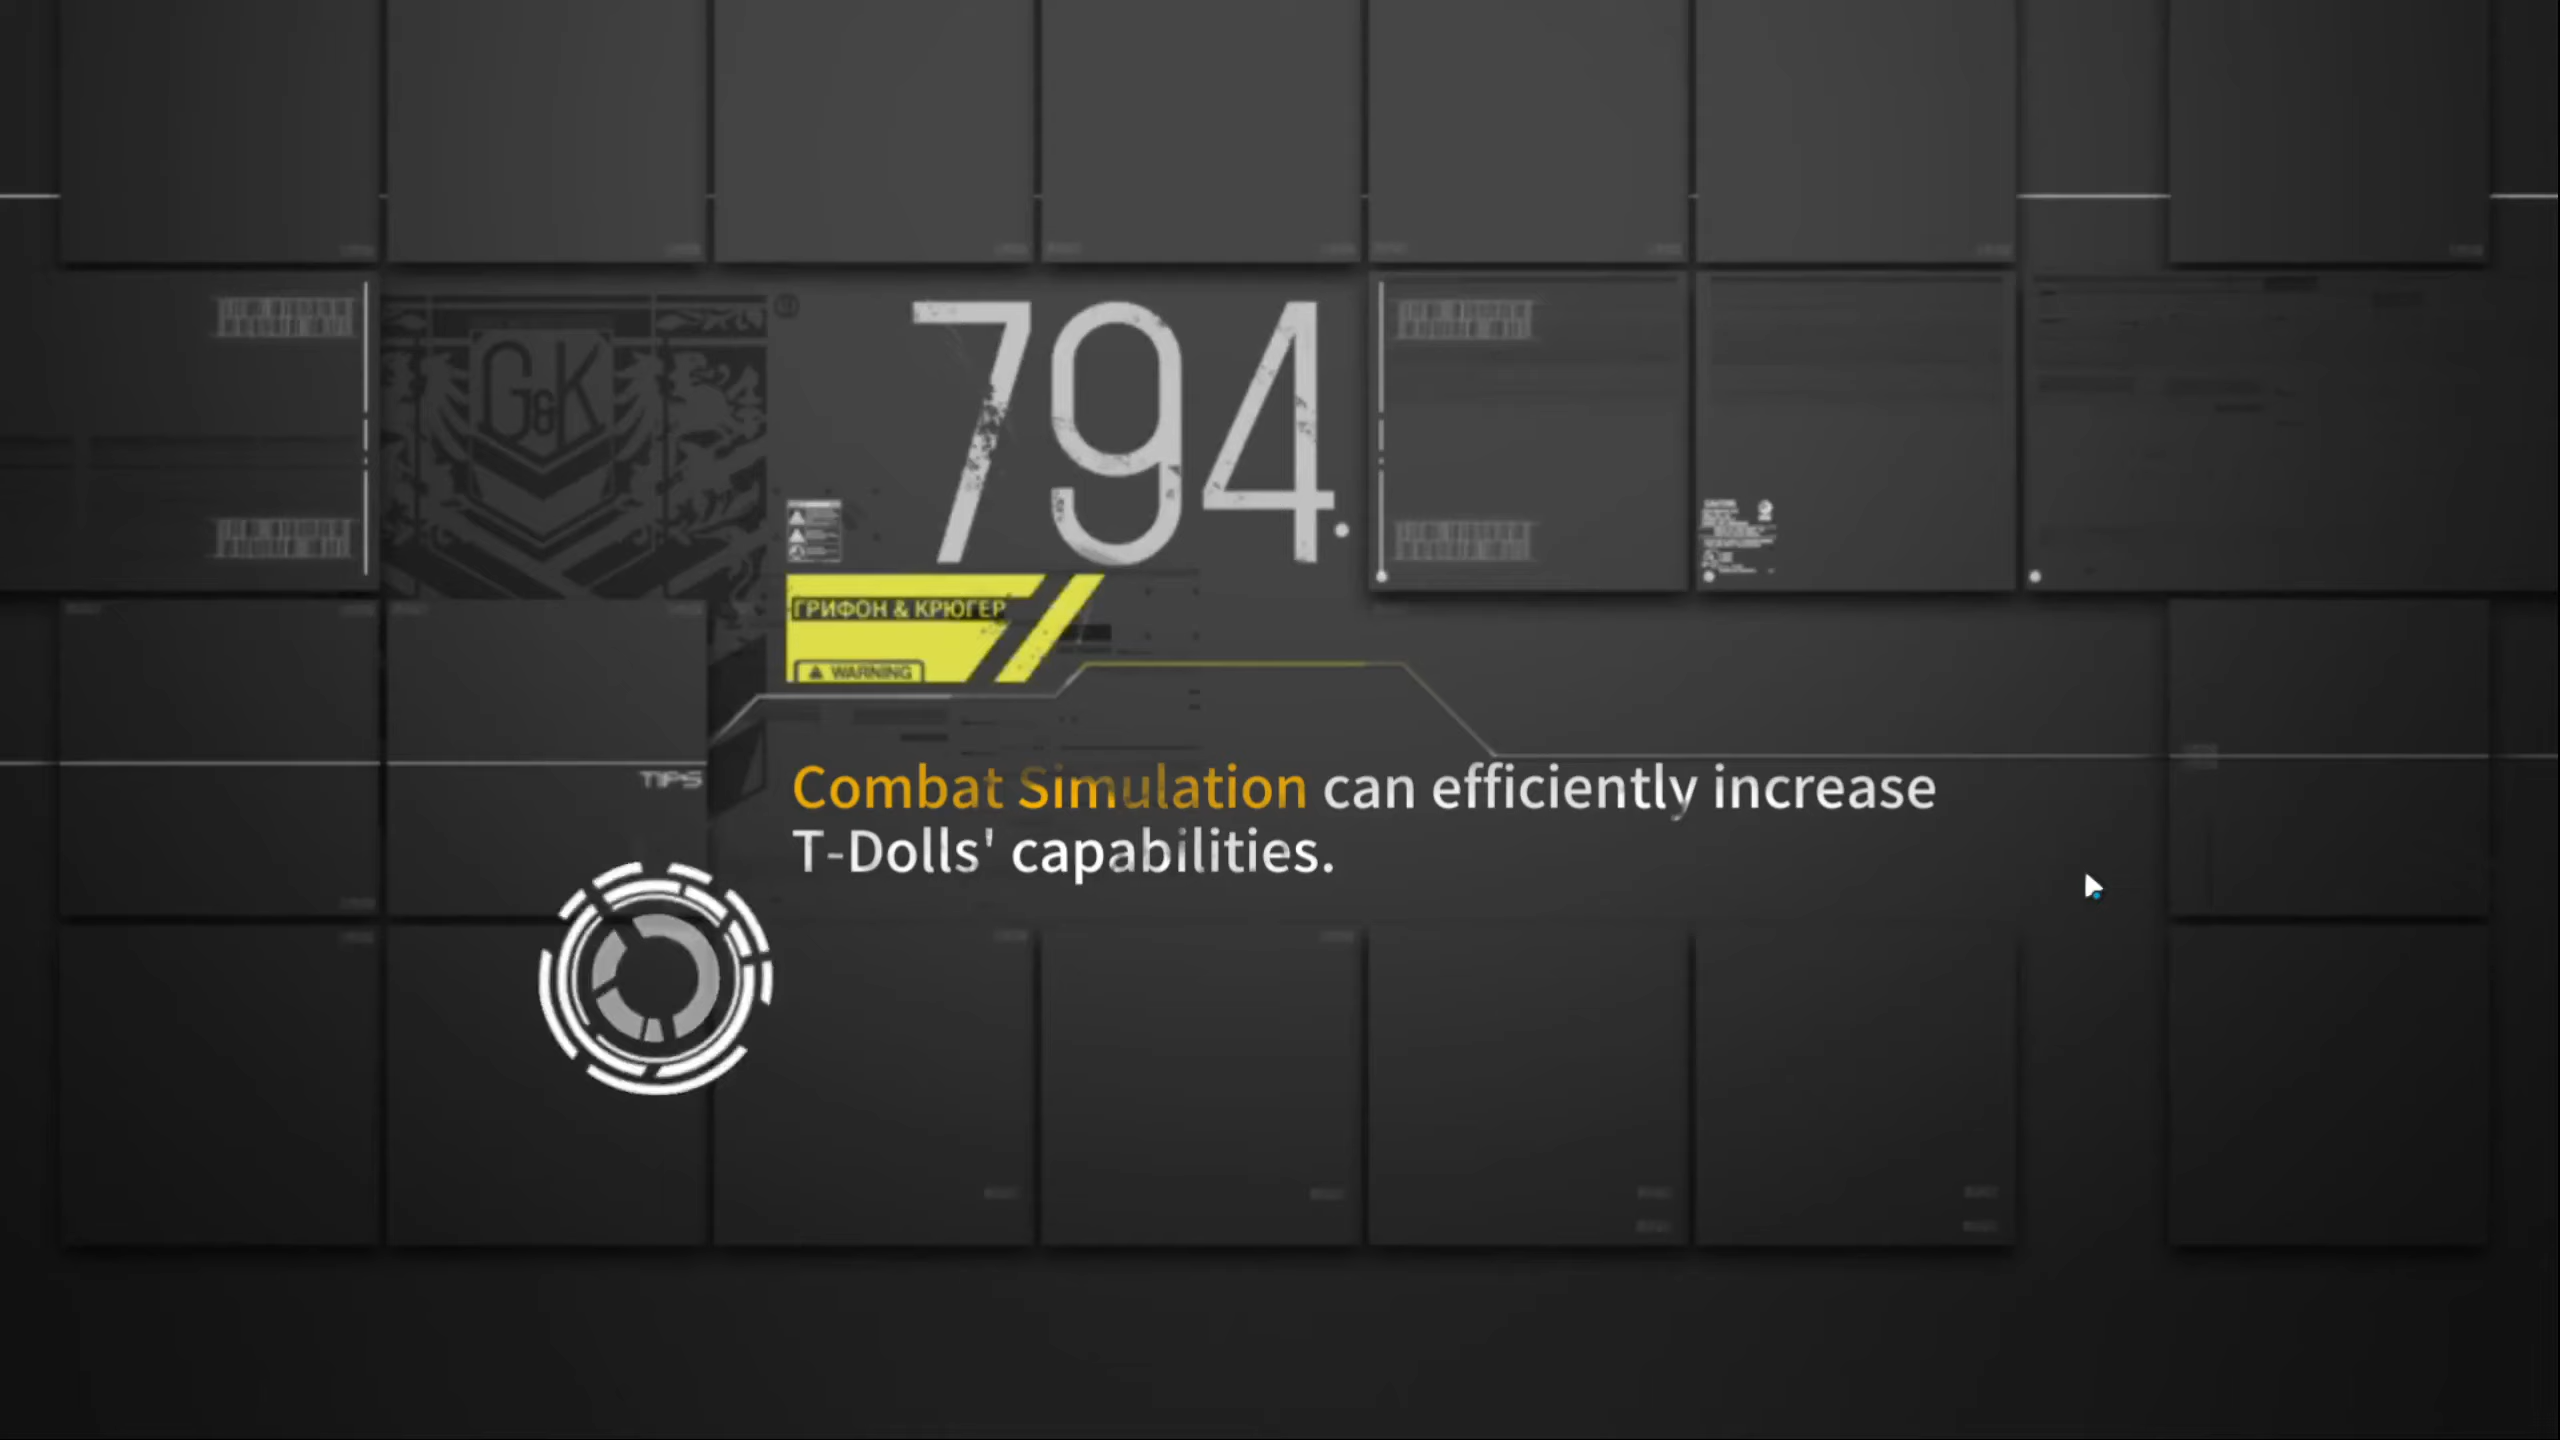 G&K
794.
ГРИФОН & КРЮГЕР
WARNING
TIPS
Combat Simulation can efficiently increase
T-Dolls' capabilities.